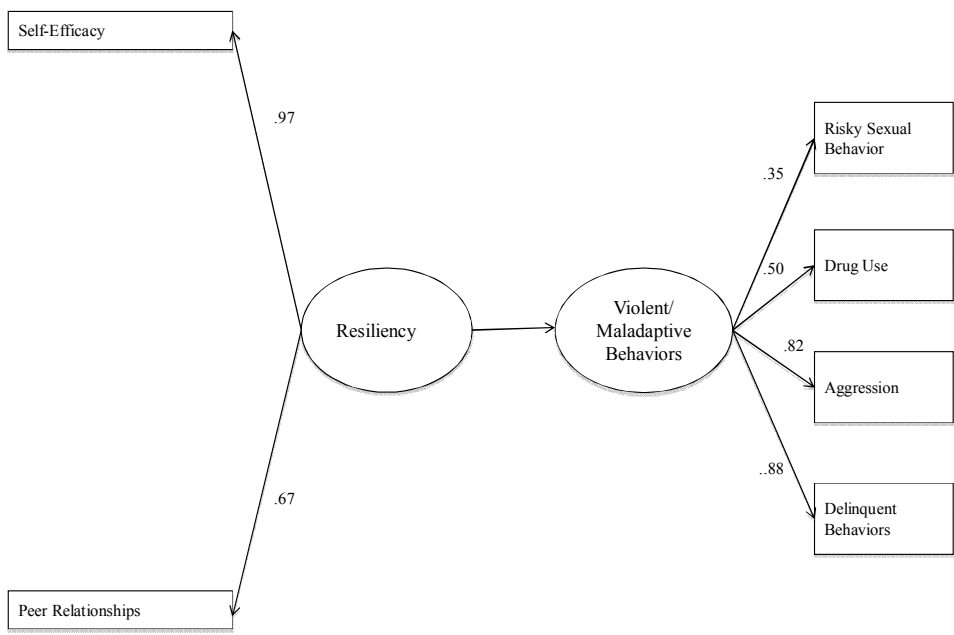 Self-Efficacy
.97
Risky Sexual
Behavior
.35
.50
Drug Use
Resiliency
Violent/
Maladaptive
Behaviors
.82
Aggression
..88
.67
Delinquent
Behaviors
Peer Relationships